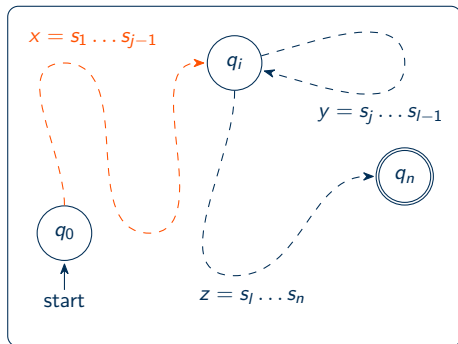 x = s₁ … sⱼ₋₁
qᵢ
y = sⱼ … sₗ₋₁
qₙ
q₀
start
z = sₗ … sₙ